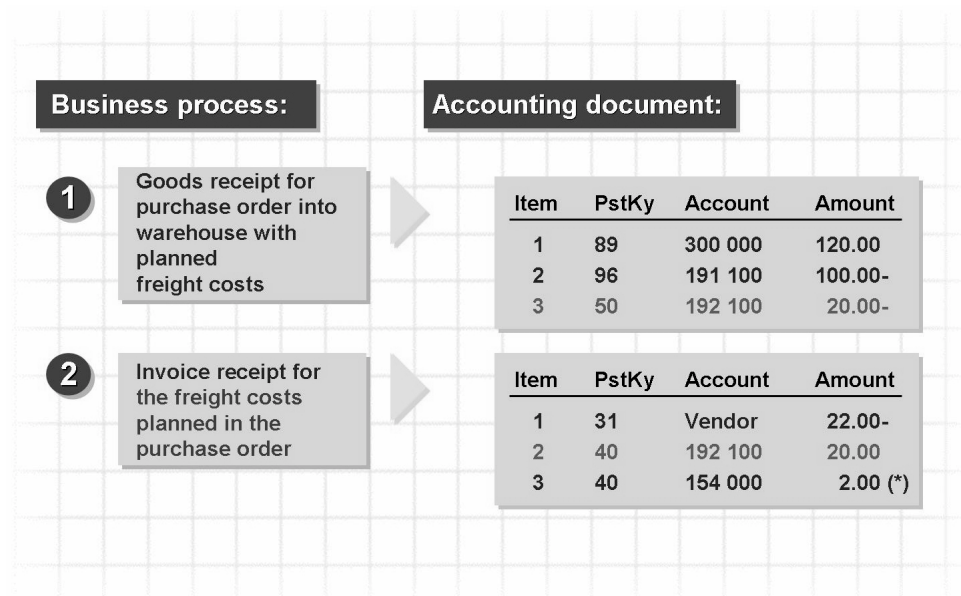 Business process:
Accounting document:
1
Goods receipt for
purchase order into
warehouse with
planned
freight costs
Item PstKy Account Amount
1 89 300 000 120.00
2 96 191 100 100.00-
3 50 192 100 20.00-
2
Invoice receipt for
the freight costs
planned in the
purchase order
Item PstKy Account Amount
1 31 Vendor 22.00-
2 40 192 100 20.00
3 40 154 000 2.00 (*)